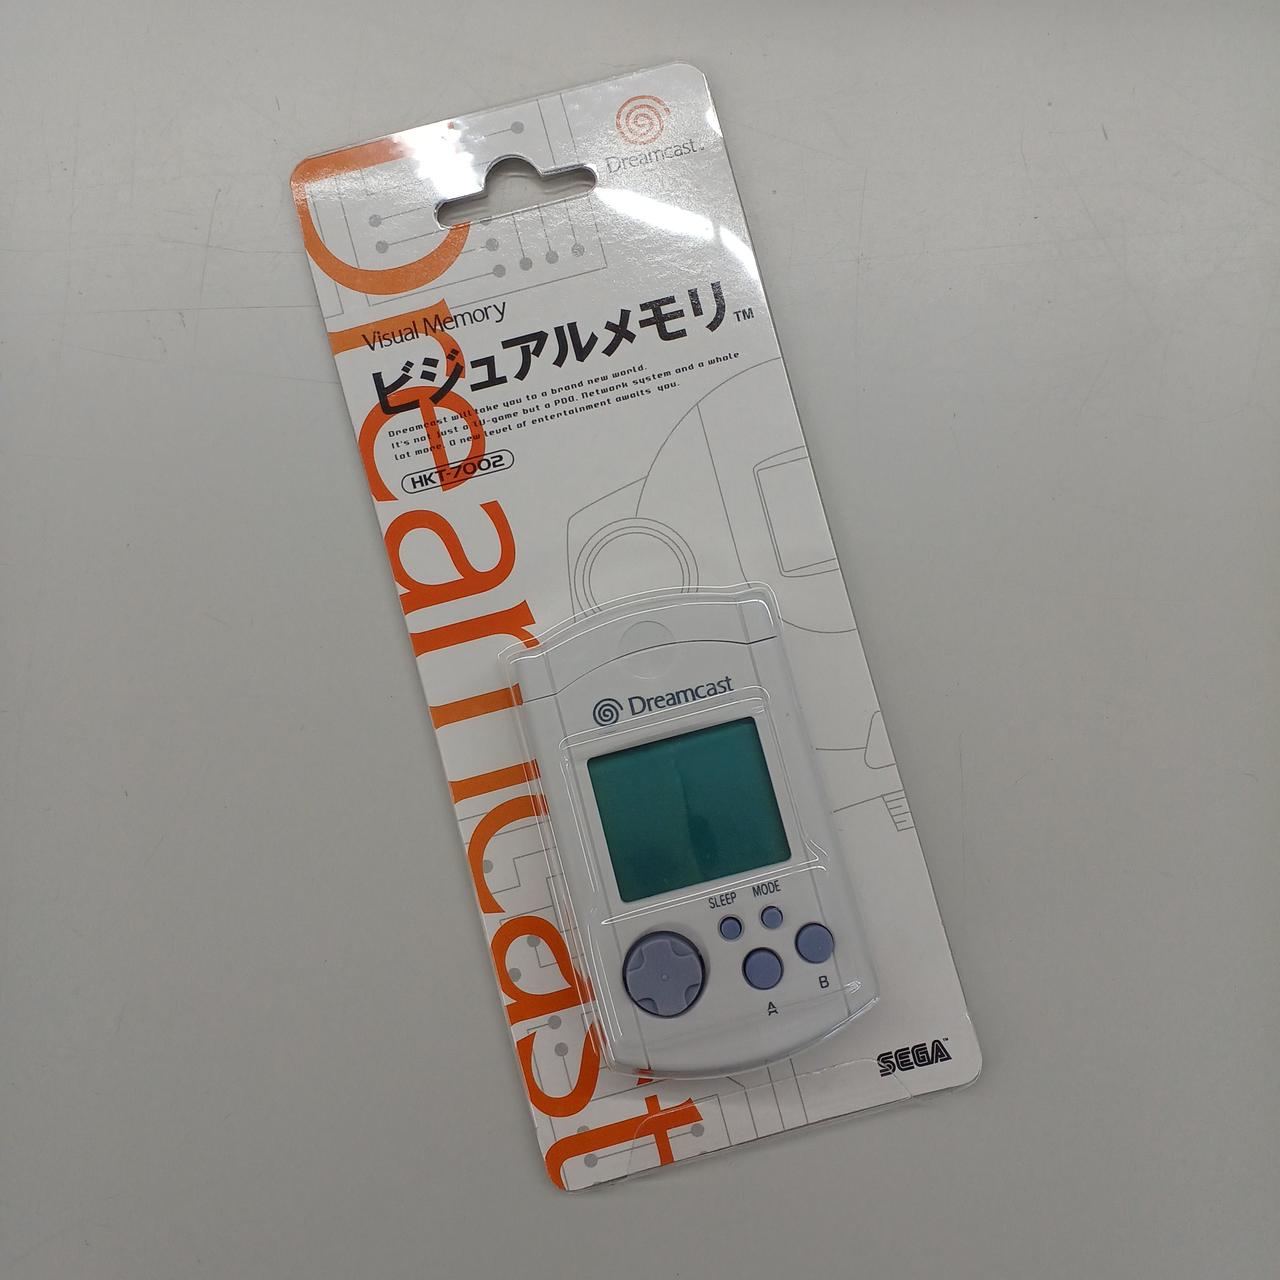 Dreamcast™
Dreamcast
Visual Memory
ビジュアルメモリ™
Dreamcast will take you to a brand new world.
It's not just a TV-game but a PDA. Network system and a whole
lot more. A new level of entertainment awaits you.
HKT-7002
Dreamcast
SLEEP MODE
A B
SEGA™